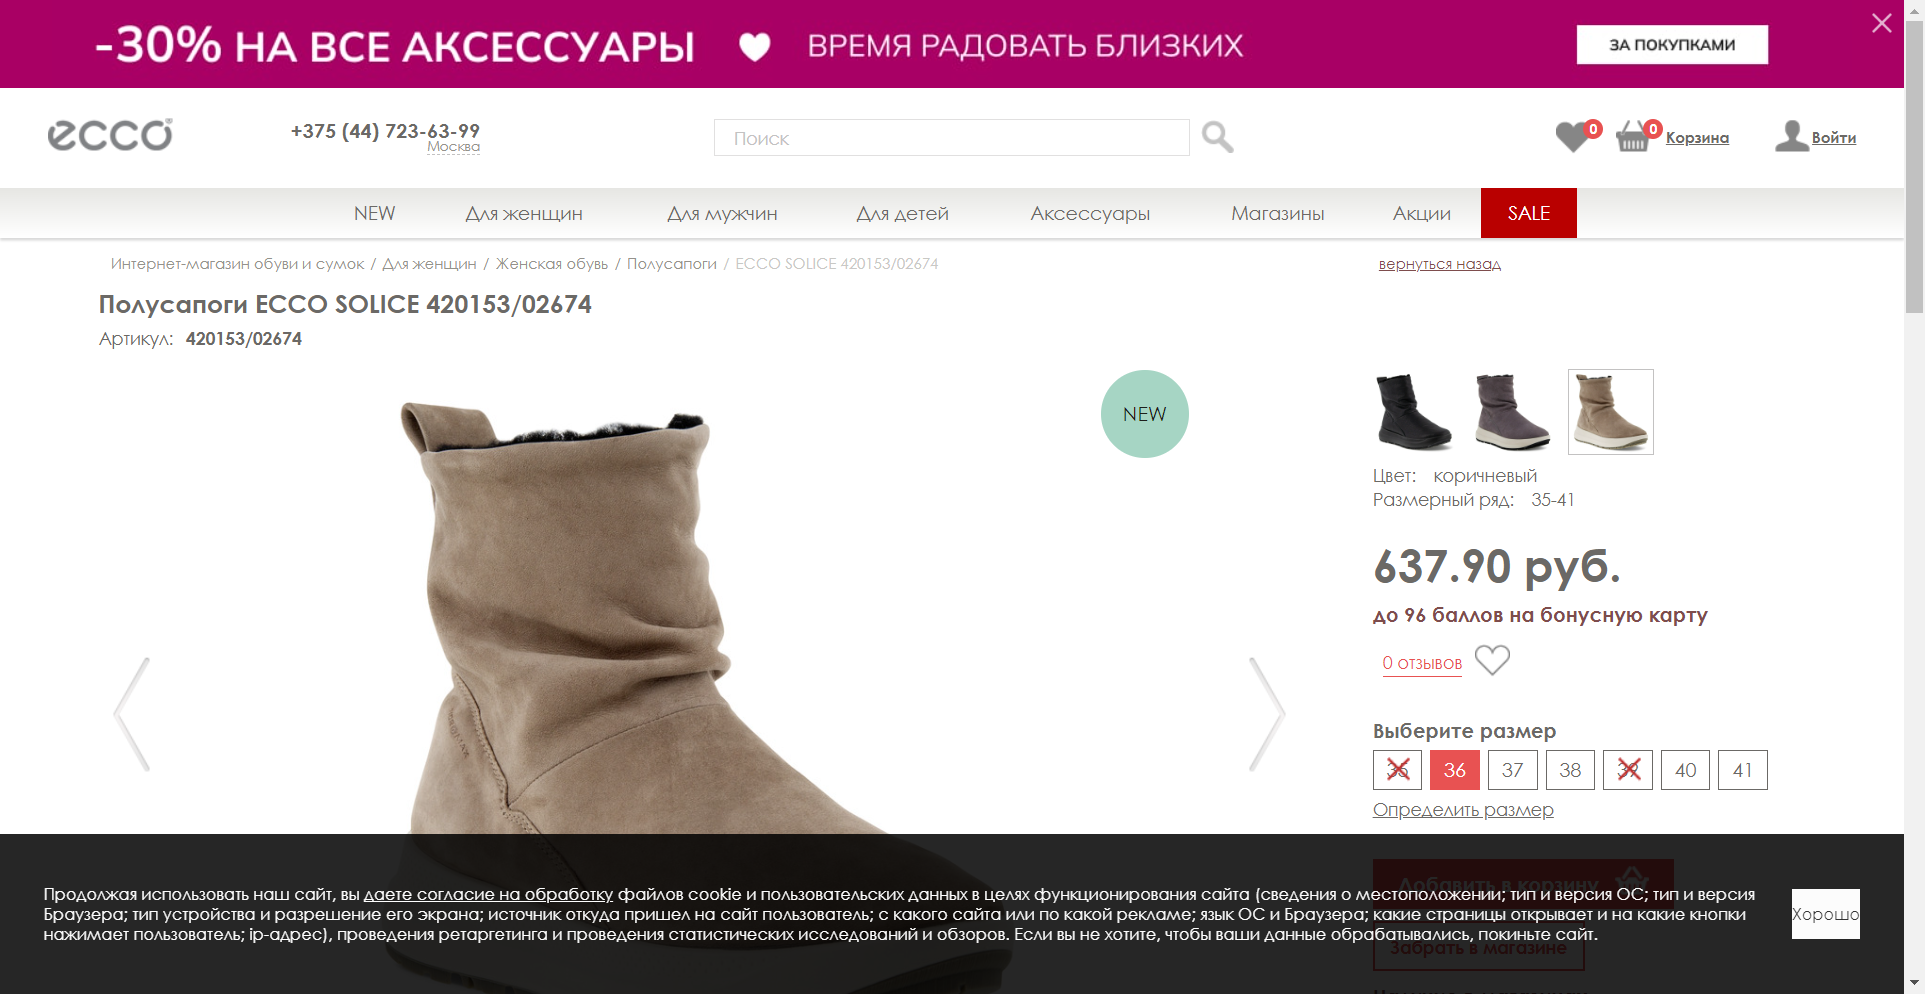 -30% НА ВСЕ АКСЕССУАРЫ
ВРЕМЯ РАДОВАТЬ БЛИЗКИХ
ЗА ПОКУПКАМИ
ecco
+375 (44) 723-63-99
Москва
Поиск
0
0
Корзина
Войти
NEW
Для женщин
Для мужчин
Для детей
Аксессуары
Магазины
Акции
SALE
Интернет-магазин обуви и сумок / Для женщин / Женская обувь / Полусапоги / ECCO SOLICE 420153/02674
вернуться назад
Полусапоги ECCO SOLICE 420153/02674
Артикул: 420153/02674
NEW
Цвет: коричневый
Размерный ряд: 35-41
637.90 руб.
до 96 баллов на бонусную карту
0 отзывов
Выберите размер
35 36 37 38 39 40 41
Определить размер
Добавить в корзину
Продолжая использовать наш сайт, вы даете согласие на обработку файлов cookie и пользовательских данных в целях функционирования сайта (сведения о местоположении; тип и версия ОС; тип и версия
Браузера; тип устройства и разрешение его экрана; источник откуда пришел на сайт пользователь; с какого сайта или по какой рекламе; язык ОС и Браузера; какие страницы открывает и на какие кнопки
нажимает пользователь; ip-адрес), проведения ретаргетинга и проведения статистических исследований и обзоров. Если вы не хотите, чтобы ваши данные обрабатывались, покиньте сайт.
Хорошо
Забрать в магазине